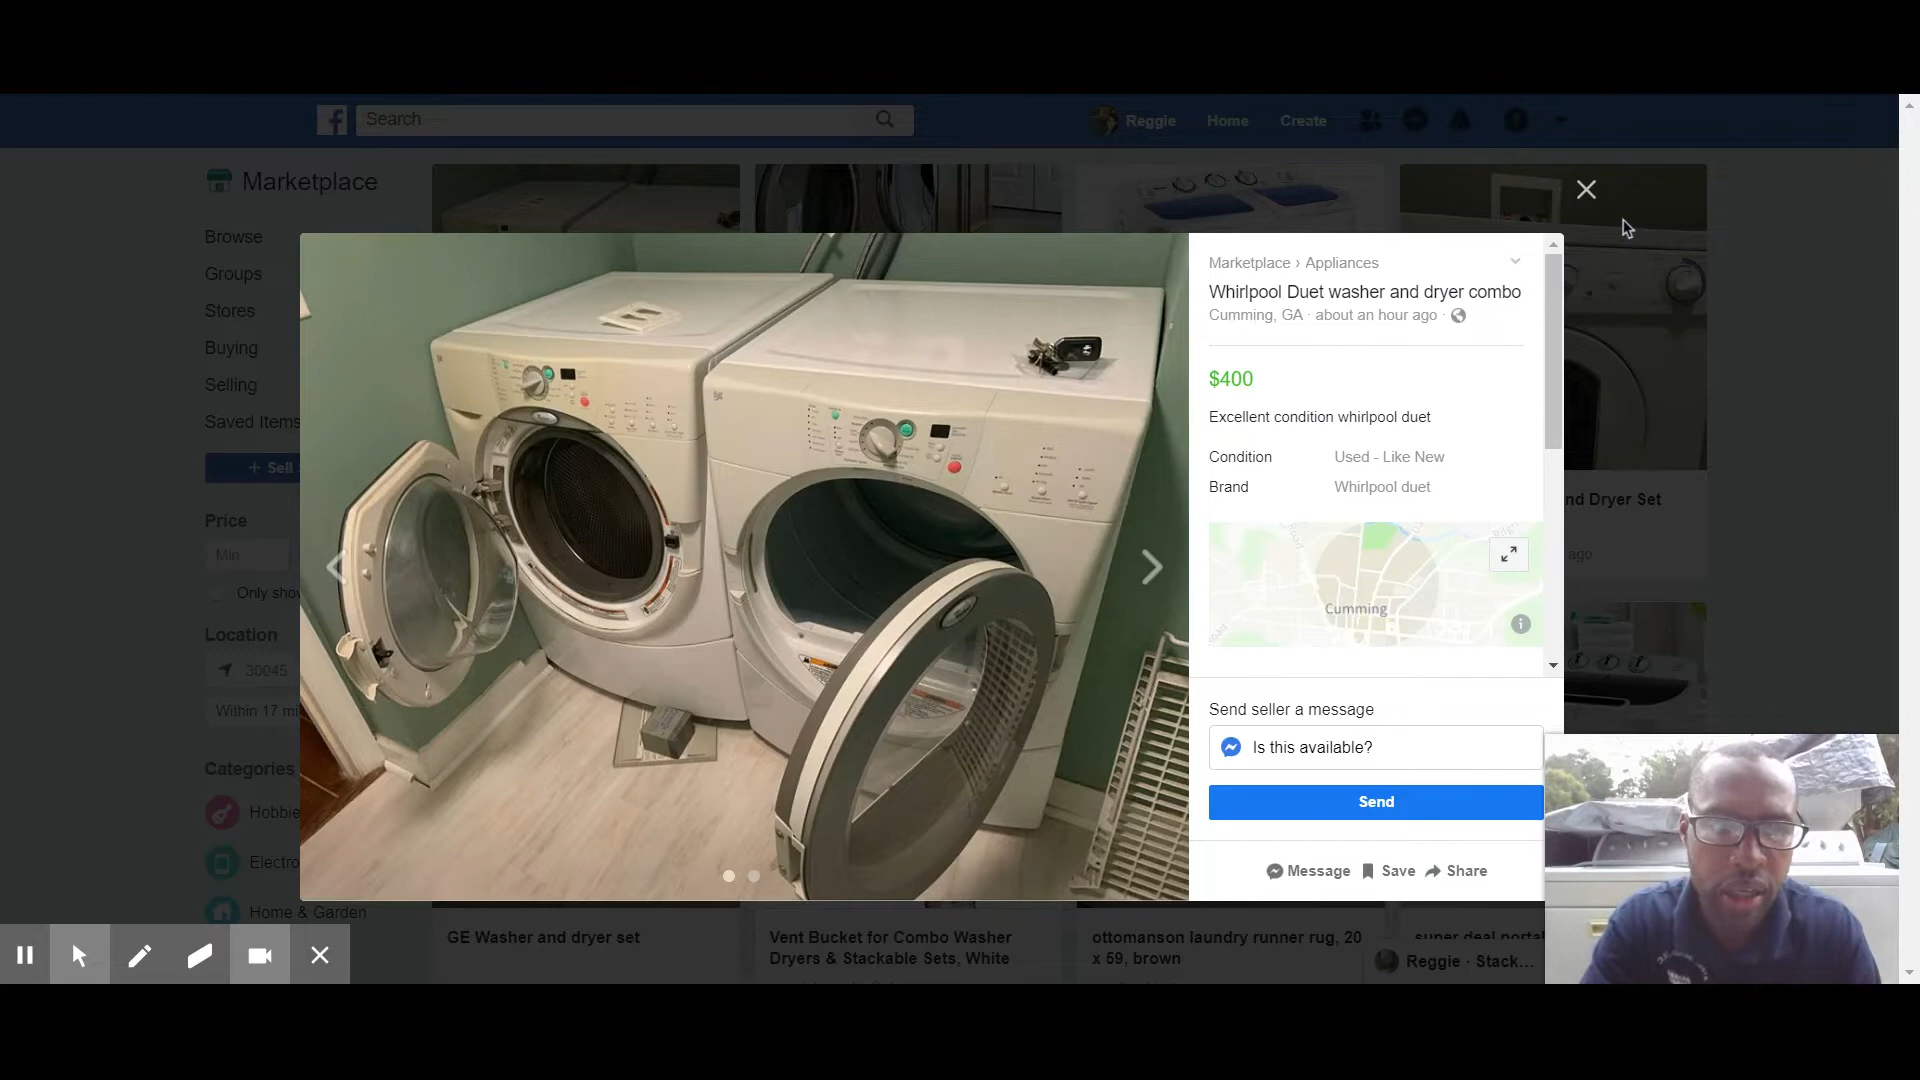 Search
Reggie
Home
Create
Marketplace
Browse
Groups
Stores
Buying
Selling
Saved Items
+ Sell
Price
Min
Location
30045
Within 17 mi
Categories
Home & Garden
Marketplace › Appliances
Whirlpool Duet washer and dryer combo
Cumming, GA · about an hour ago ·
$400
Excellent condition whirlpool duet
Condition Used - Like New
Brand Whirlpool duet
Cumming
Send seller a message
Is this available?
Send
Message Save Share
nd Dryer Set
ago
GE Washer and dryer set
Vent Bucket for Combo Washer
Dryers & Stackable Sets, White
ottomanson laundry runner rug, 20
x 59, brown
super deal porta
Reggie · Stack...